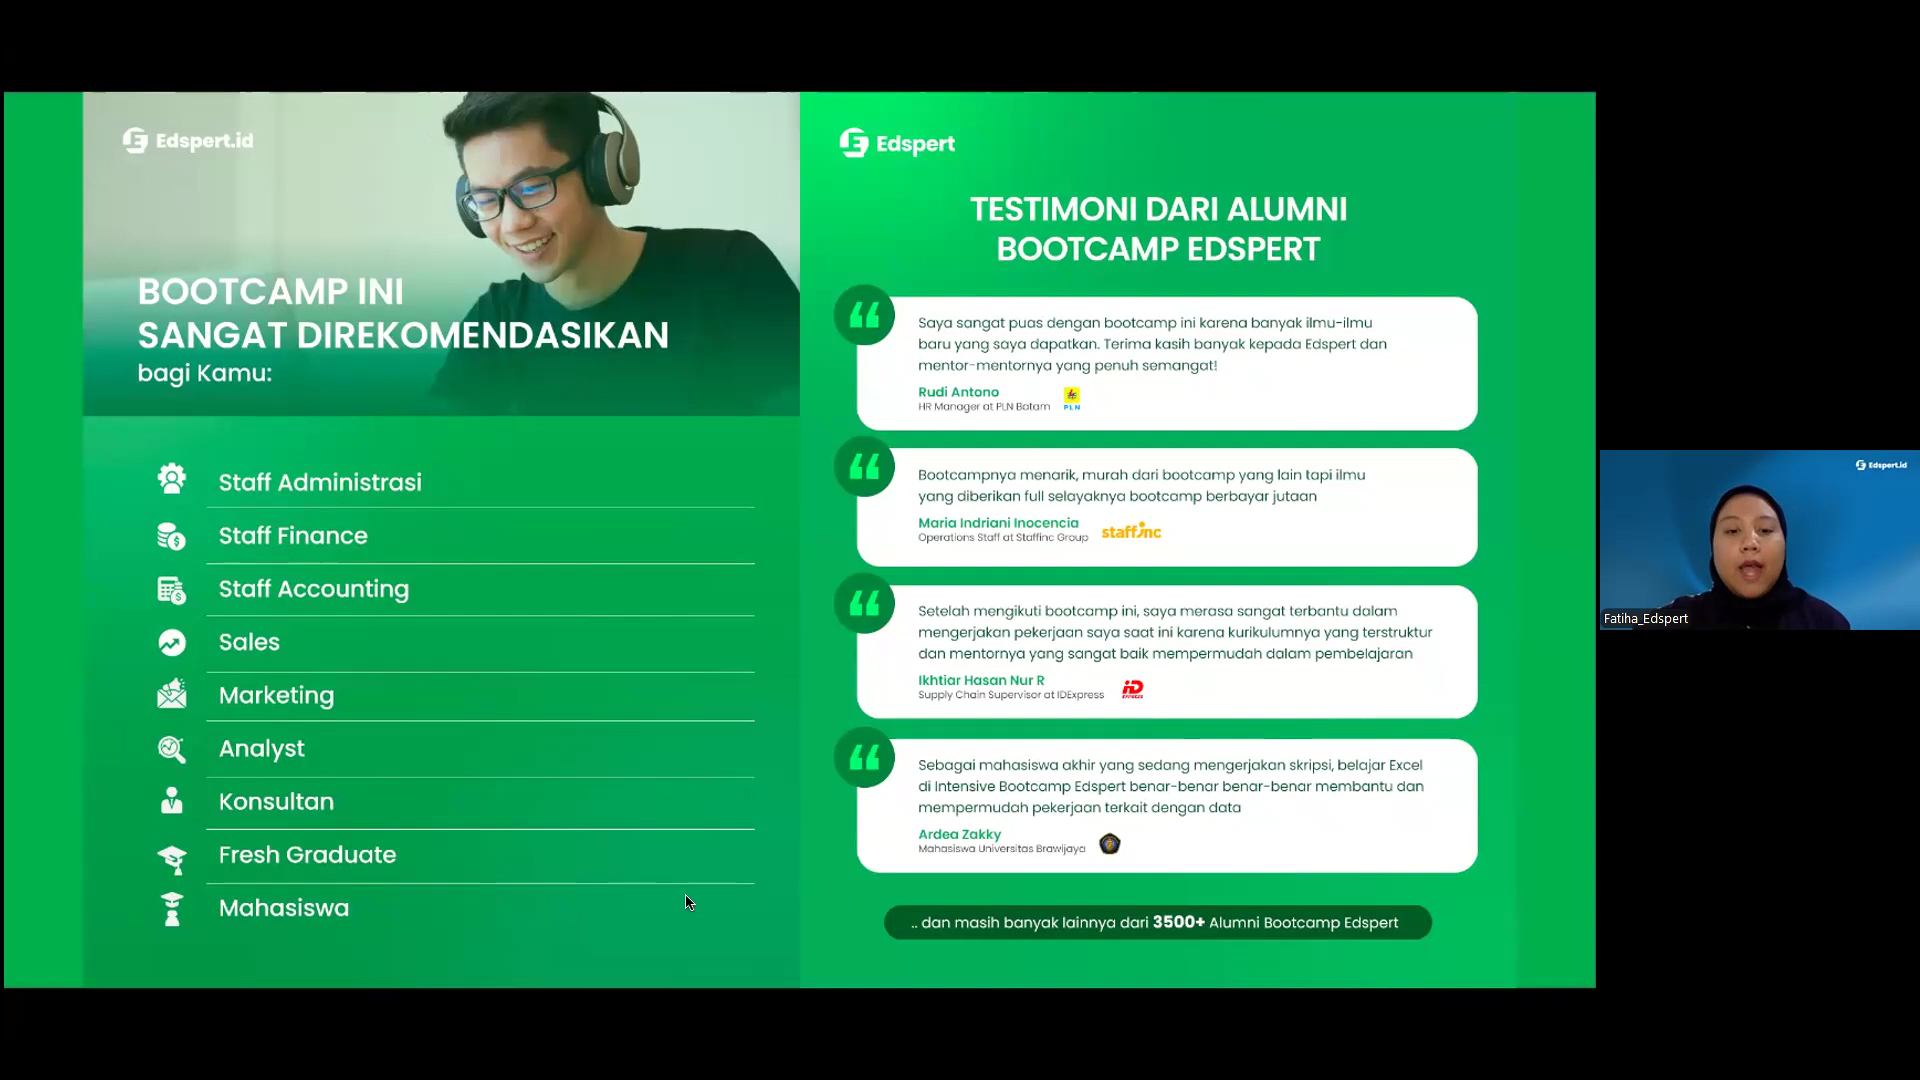 Edspert.id
BOOTCAMP INI
SANGAT DIREKOMENDASIKAN
bagi Kamu:
Staff Administrasi
Staff Finance
Staff Accounting
Sales
Marketing
Analyst
Konsultan
Fresh Graduate
Mahasiswa
Edspert
TESTIMONI DARI ALUMNI
BOOTCAMP EDSPERT
Saya sangat puas dengan bootcamp ini karena banyak ilmu-ilmu
baru yang saya dapatkan. Terima kasih banyak kepada Edspert dan
mentor-mentornya yang penuh semangat!
Rudi Antono
HR Manager at PLN Batam
PLN
Bootcampnya menarik, murah dari bootcamp yang lain tapi ilmu
yang diberikan full selayaknya bootcamp berbayar jutaan
Maria Indriani Inocencia
Operations Staff at Staffinc Group
staffinc
Setelah mengikuti bootcamp ini, saya merasa sangat terbantu dalam
mengerjakan pekerjaan saya saat ini karena kurikulumnya yang terstruktur
dan mentornya yang sangat baik mempermudah dalam pembelajaran
Ikhtiar Hasan Nur R
Supply Chain Supervisor at IDExpress
iD
EXPRESS
Sebagai mahasiswa akhir yang sedang mengerjakan skripsi, belajar Excel
di Intensive Bootcamp Edspert benar-benar benar-benar membantu dan
mempermudah pekerjaan terkait dengan data
Ardea Zakky
Mahasiswa Universitas Brawijaya
.. dan masih banyak lainnya dari 3500+ Alumni Bootcamp Edspert
Edspert.id
Fatiha_Edspert